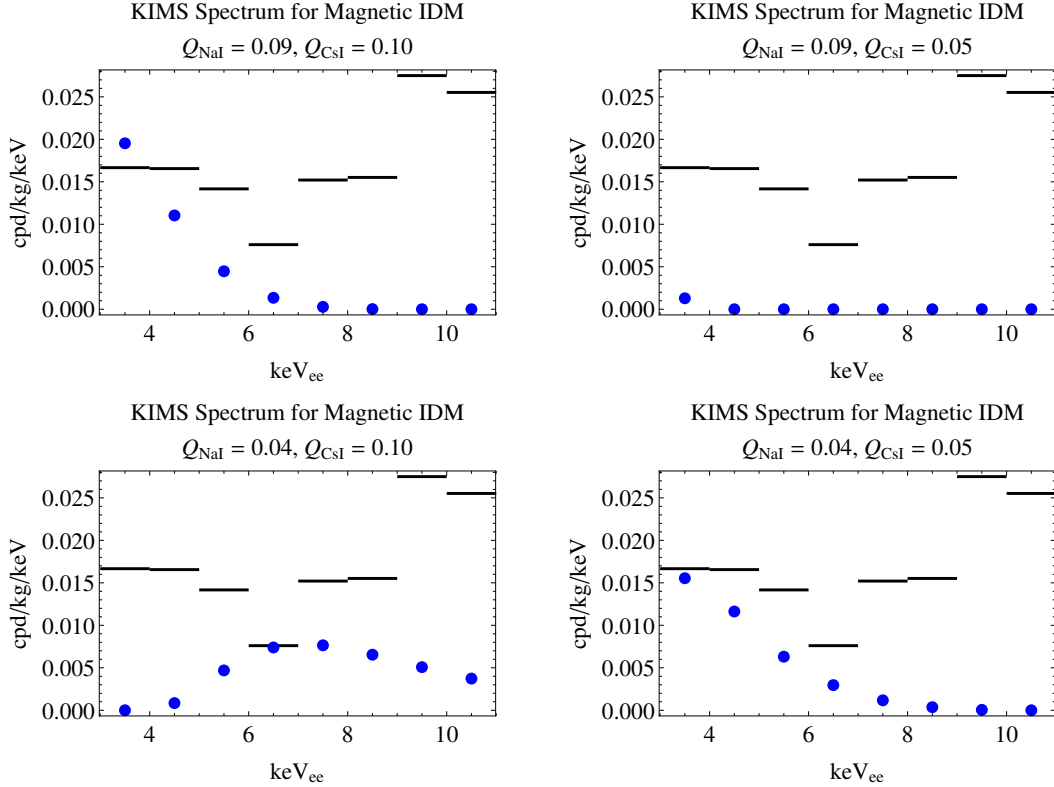 KIMS Spectrum for Magnetic IDM
Q_NaI = 0.09, Q_CsI = 0.10
cpd/kg/keV
0.025
0.020
0.015
0.010
0.005
0.000
4 6 8 10
keV_ee
KIMS Spectrum for Magnetic IDM
Q_NaI = 0.09, Q_CsI = 0.05
cpd/kg/keV
0.025
0.020
0.015
0.010
0.005
0.000
4 6 8 10
keV_ee
KIMS Spectrum for Magnetic IDM
Q_NaI = 0.04, Q_CsI = 0.10
cpd/kg/keV
0.025
0.020
0.015
0.010
0.005
0.000
4 6 8 10
keV_ee
KIMS Spectrum for Magnetic IDM
Q_NaI = 0.04, Q_CsI = 0.05
cpd/kg/keV
0.025
0.020
0.015
0.010
0.005
0.000
4 6 8 10
keV_ee